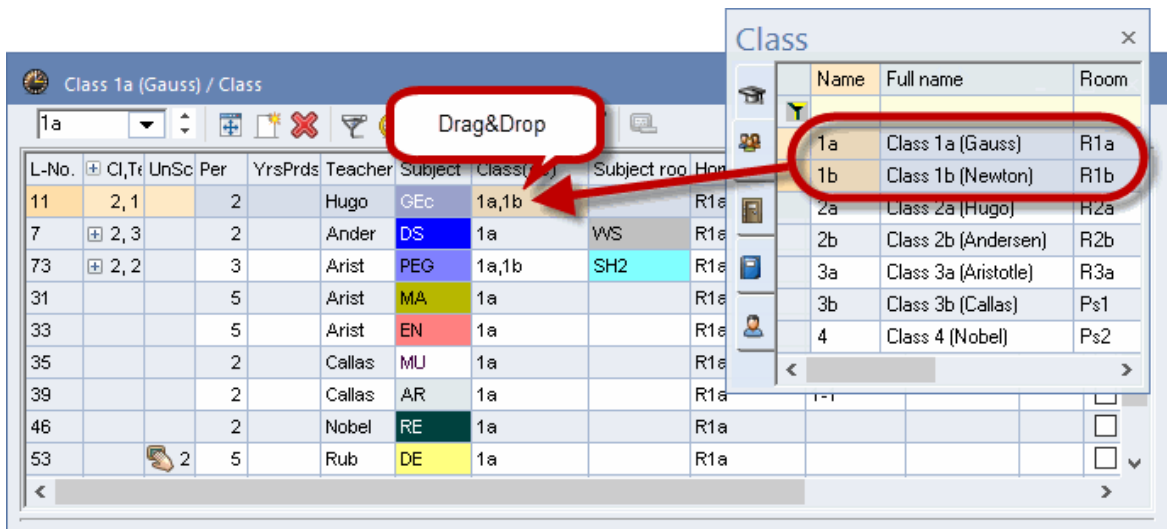 Class
Name Full name Room
1a Class 1a (Gauss) R1a
1b Class 1b (Newton) R1b
2a Class 2a (Hugo) R2a
2b Class 2b (Andersen) R2b
3a Class 3a (Aristotle) R3a
3b Class 3b (Callas) Ps1
4 Class 4 (Nobel) Ps2
Class 1a (Gauss) / Class
1a
Drag&Drop
L-No. Cl,Te UnSc Per YrsPrds Teacher Subject Subject roo
11 2, 1 2 Hugo GEc 1a,1b R1a
7 2, 3 2 Ander DS 1a WS R1a
73 2, 2 3 Arist PEG 1a,1b SH2 R1a
31 5 Arist MA 1a R1a
33 5 Arist EN 1a R1a
35 2 Callas MU 1a R1a
39 2 Callas AR 1a R1a 1-1
46 2 Nobel RE 1a R1a
53 2 5 Rub DE 1a R1a